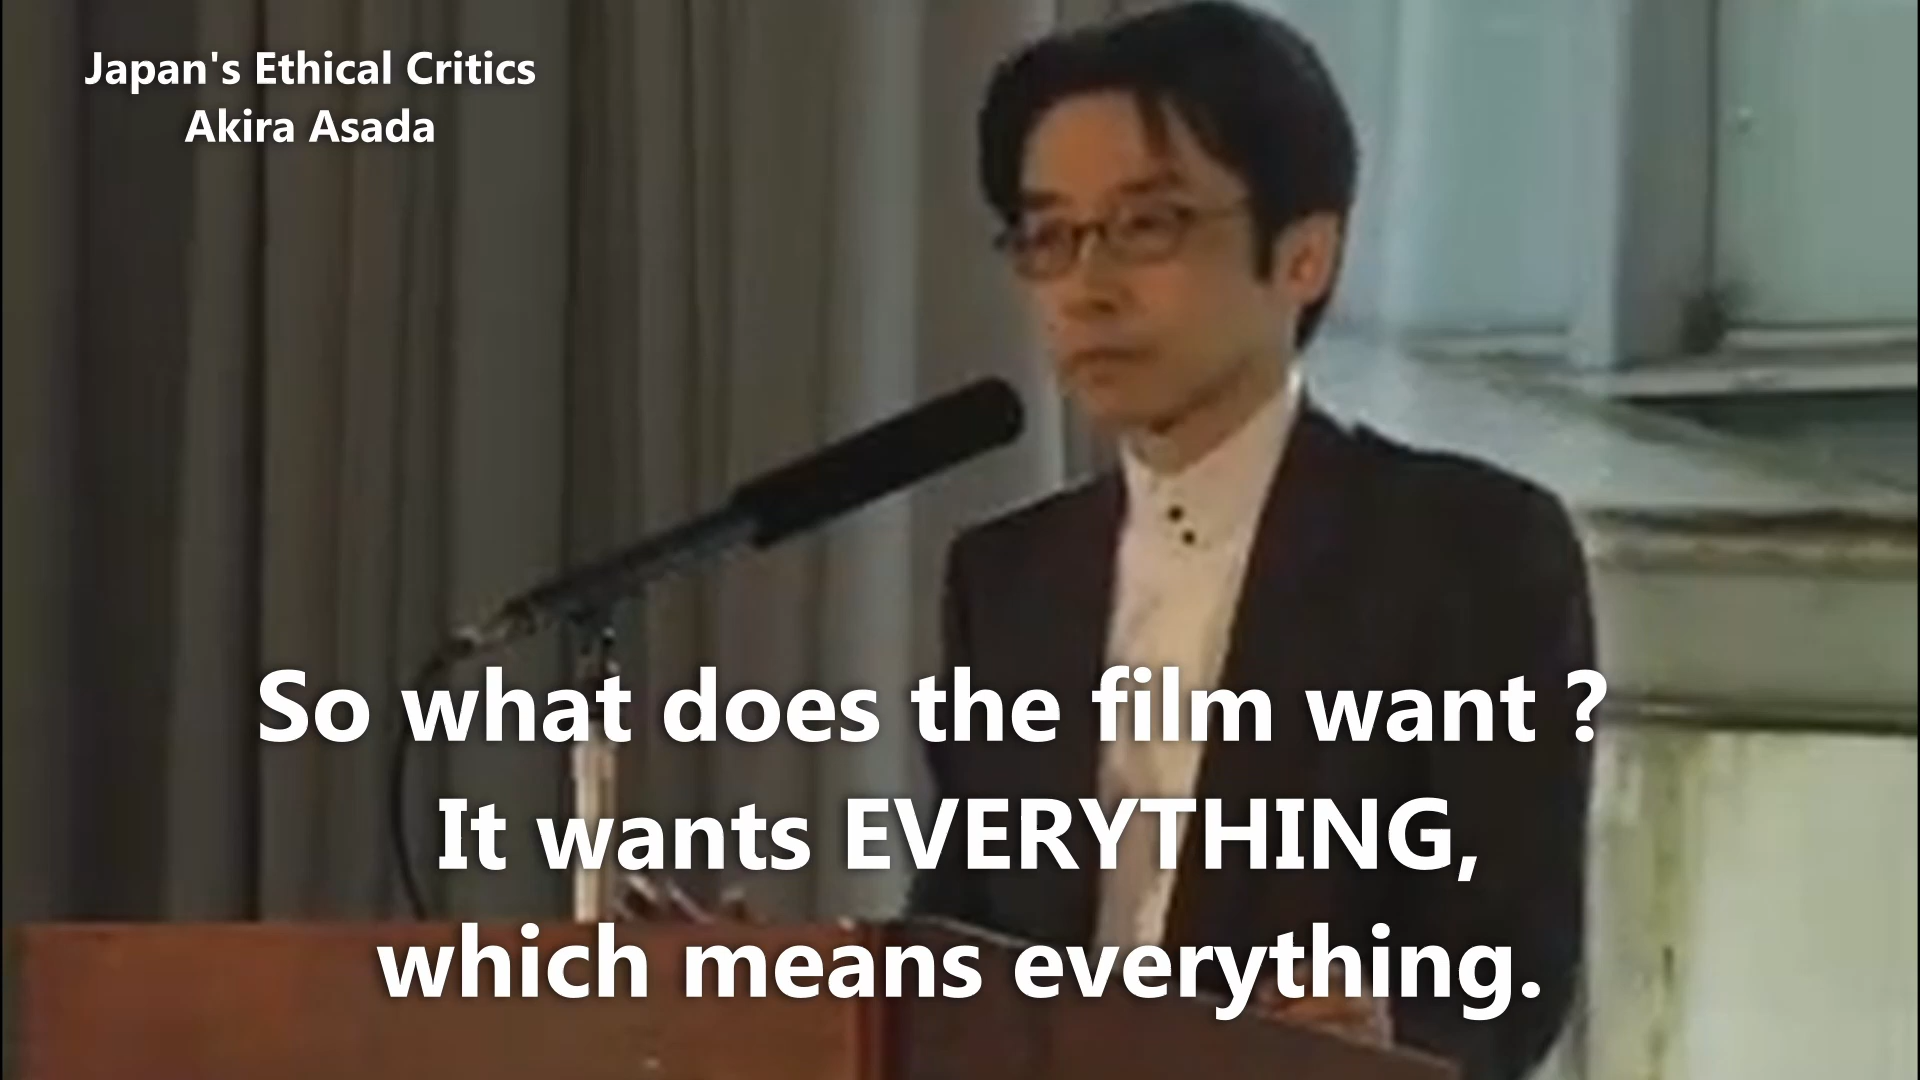 Japan's Ethical Critics
Akira Asada
So what does the film want ?
It wants EVERYTHING,
which means everything.